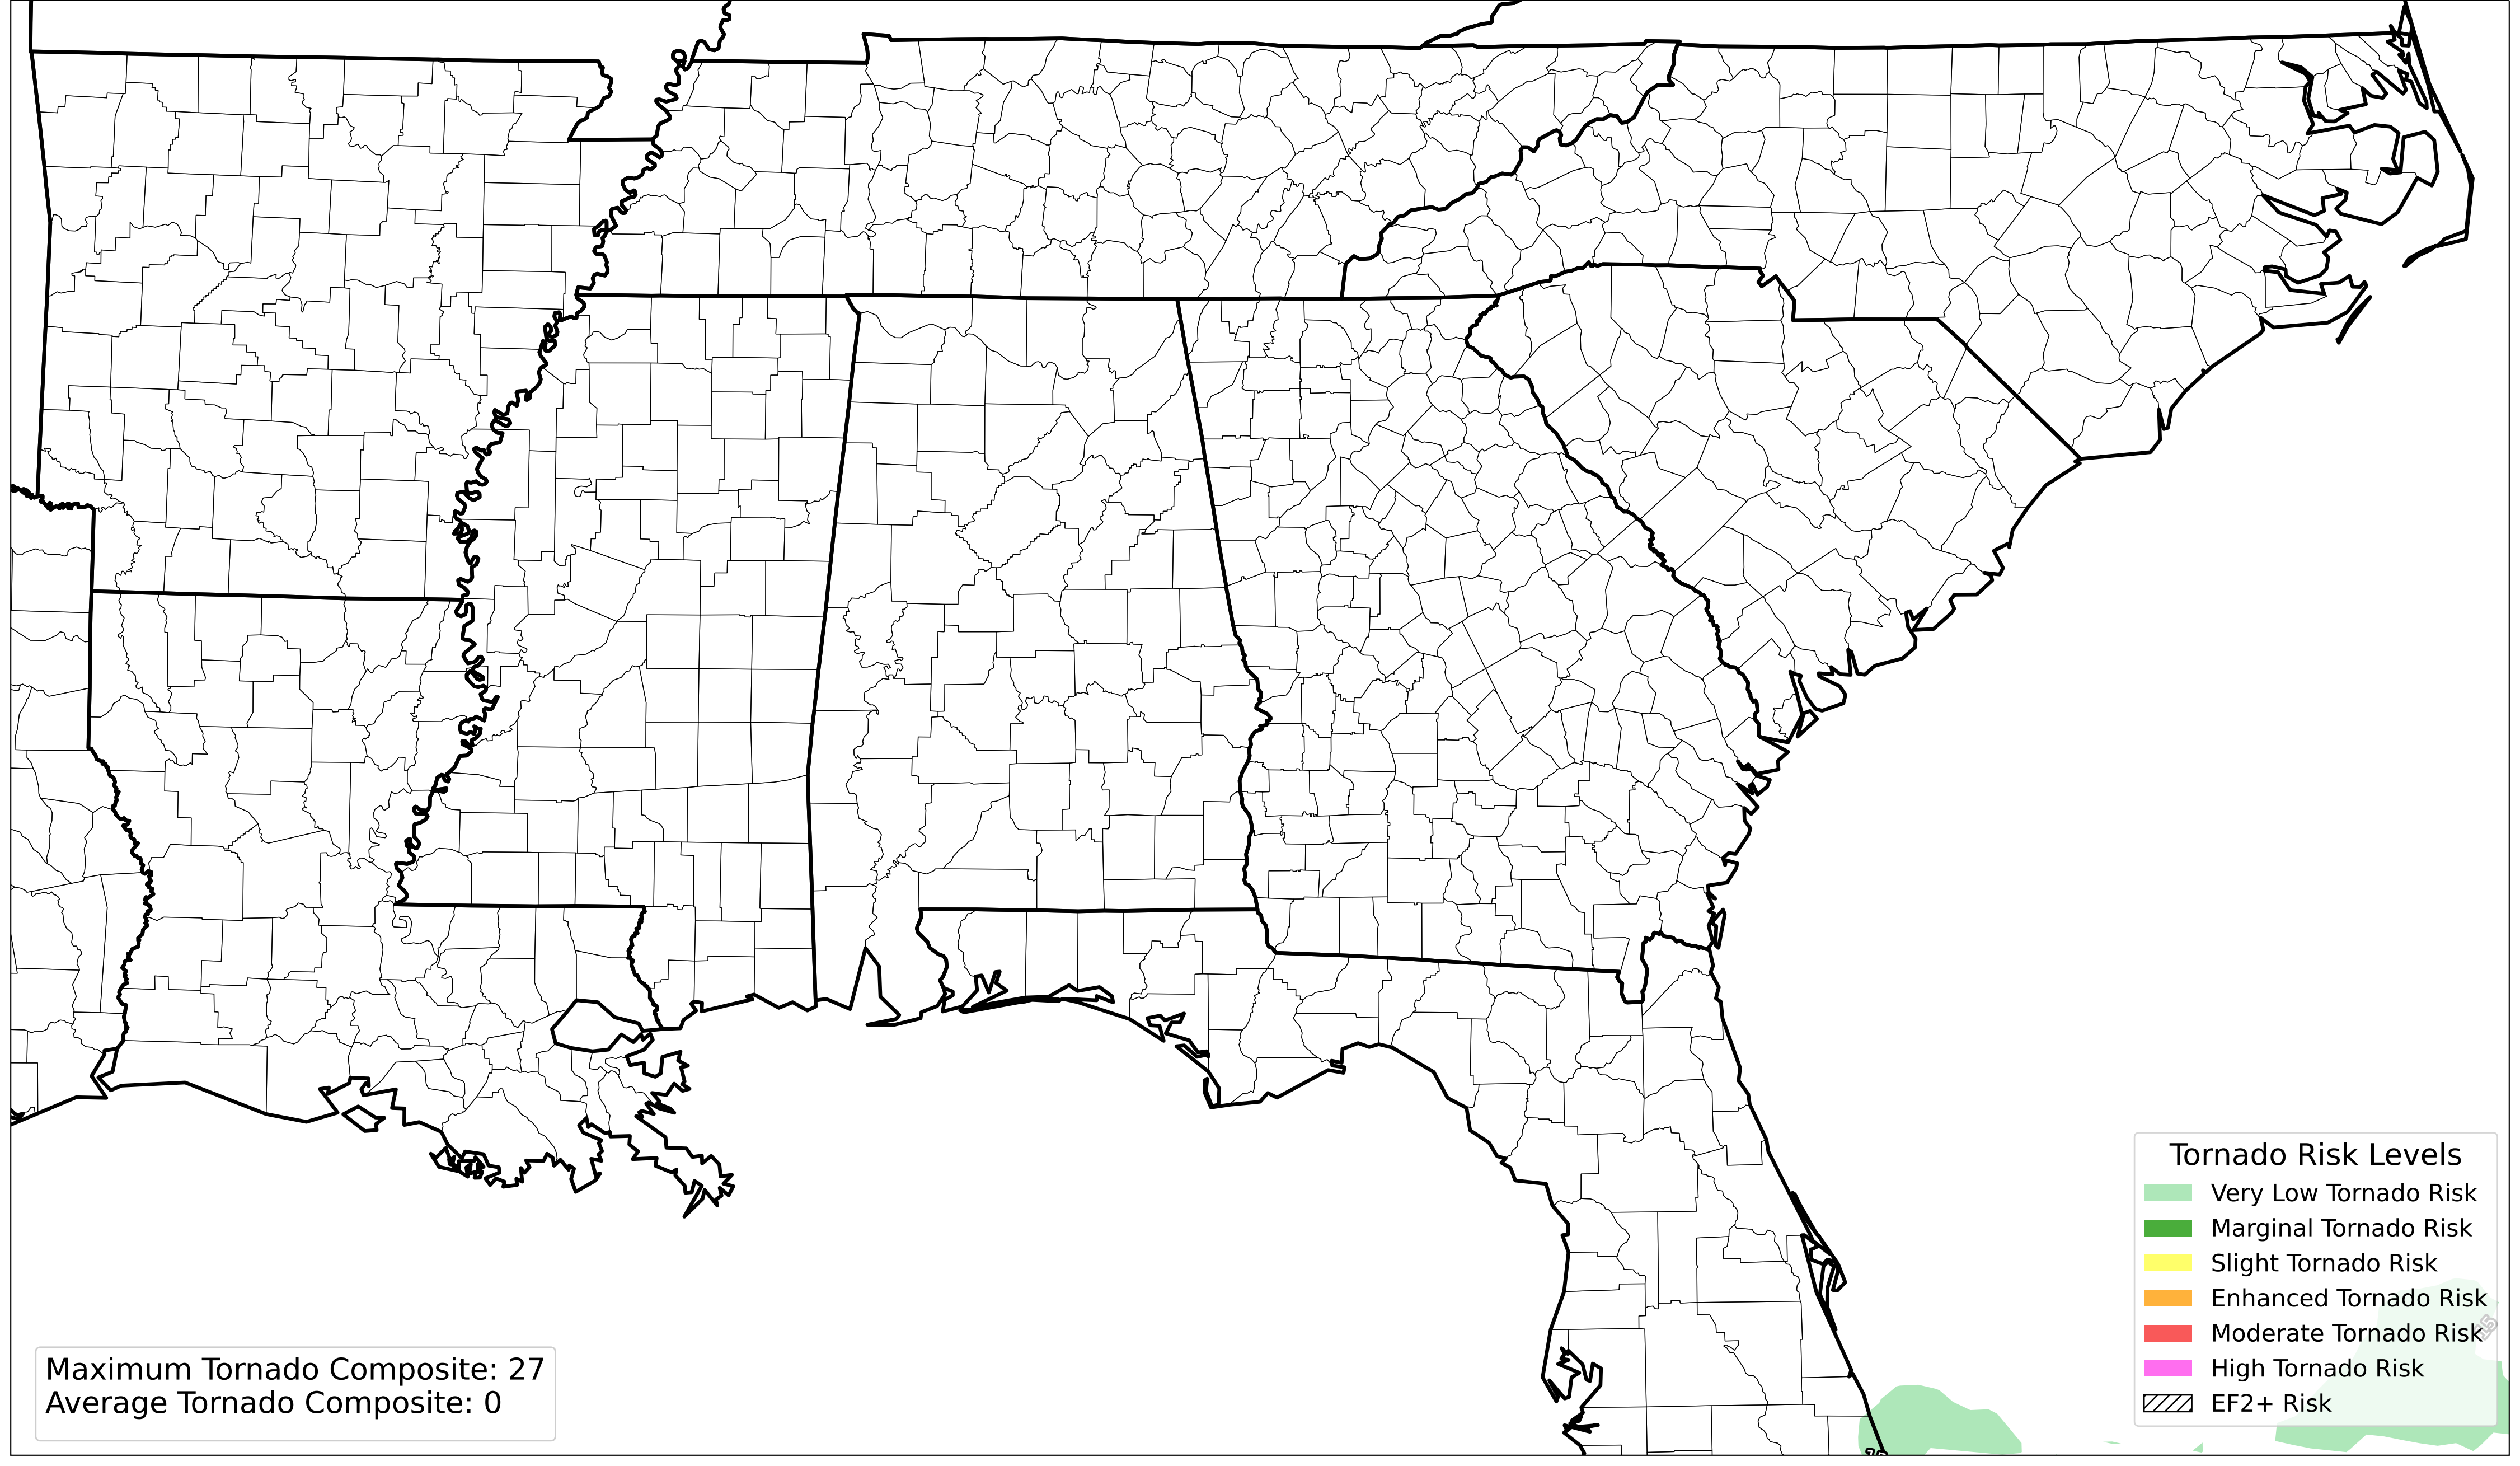 Tornado Risk Levels
Very Low Tornado Risk
Marginal Tornado Risk
Slight Tornado Risk
Enhanced Tornado Risk
Moderate Tornado Risk
High Tornado Risk
EF2+ Risk
Maximum Tornado Composite: 27
Average Tornado Composite: 0